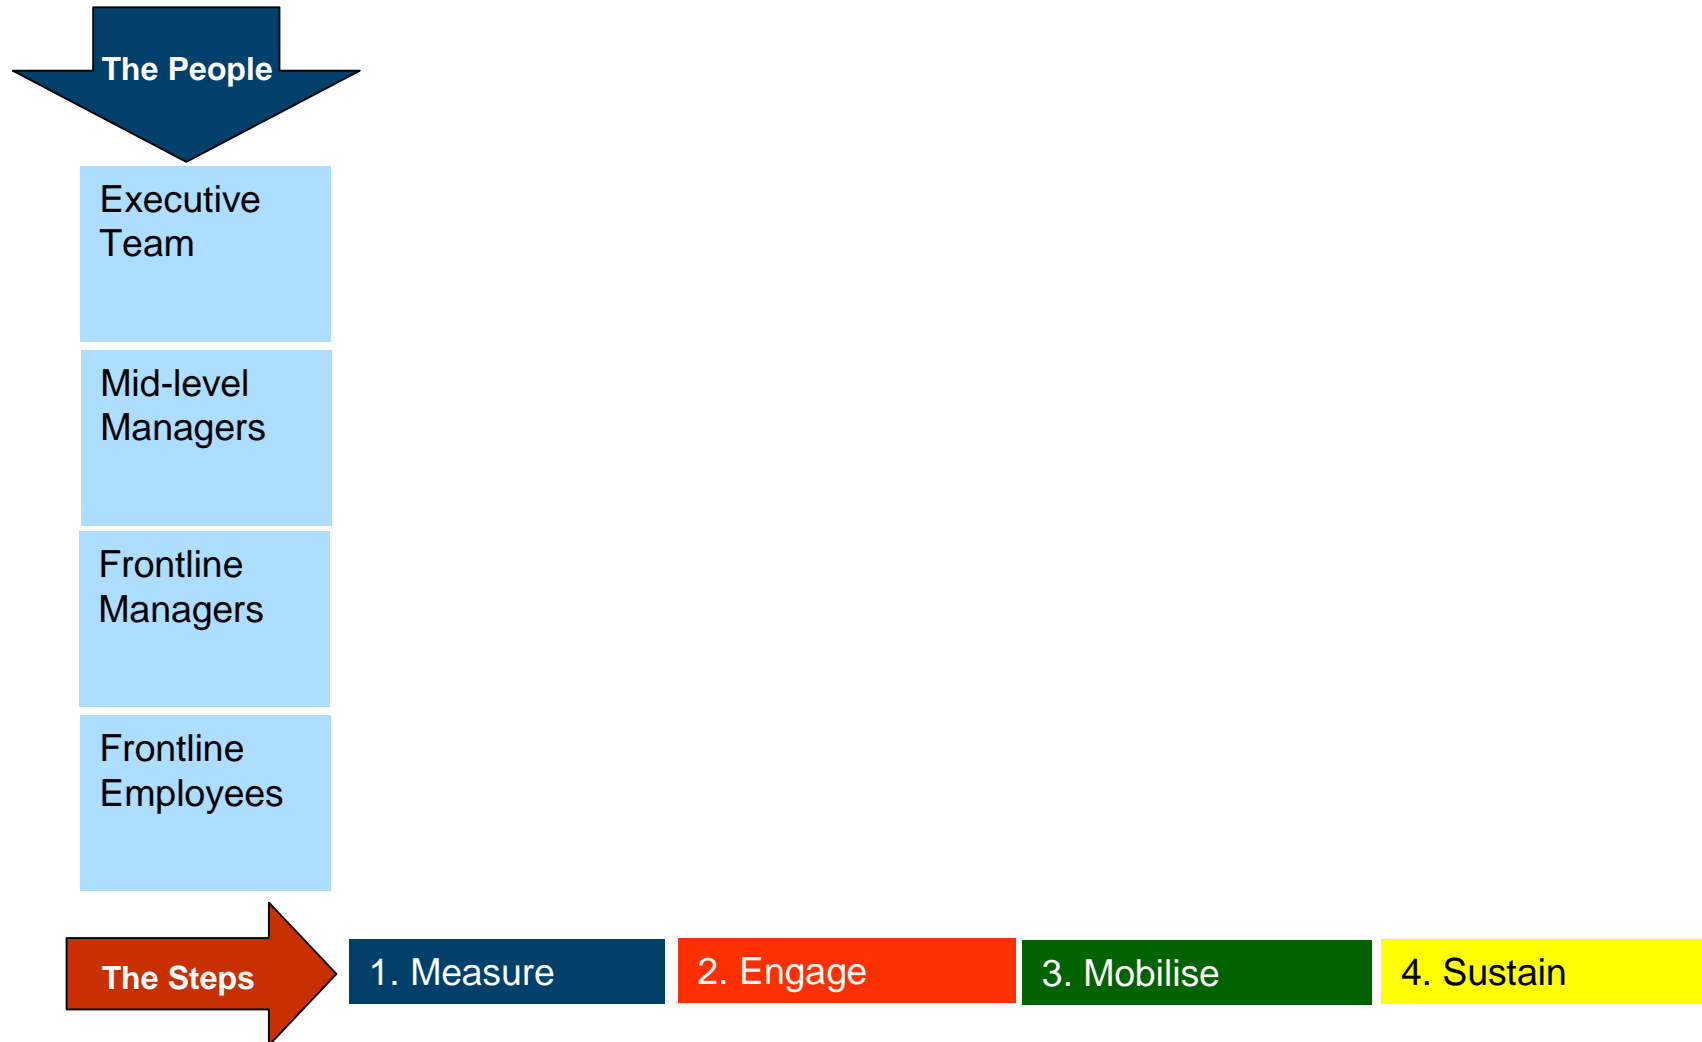 The People
Executive
Team
Mid-level
Managers
Frontline
Managers
Frontline
Employees
The Steps
1. Measure
2. Engage
3. Mobilise
4. Sustain